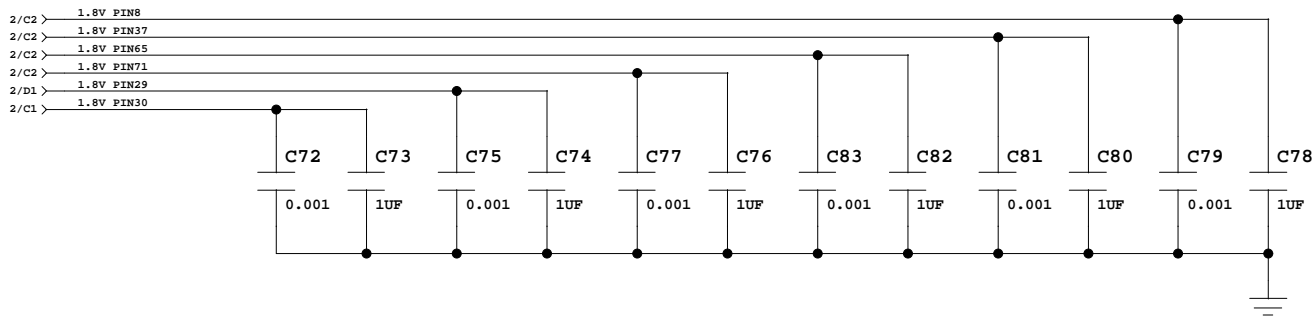 2/C2 1.8V PIN8
2/C2 1.8V PIN37
2/C2 1.8V PIN65
2/C2 1.8V PIN71
2/D1 1.8V PIN29
2/C1 1.8V PIN30
C72 C73 C75 C74 C77 C76 C83 C82 C81 C80 C79 C78
0.001 1UF 0.001 1UF 0.001 1UF 0.001 1UF 0.001 1UF 0.001 1UF